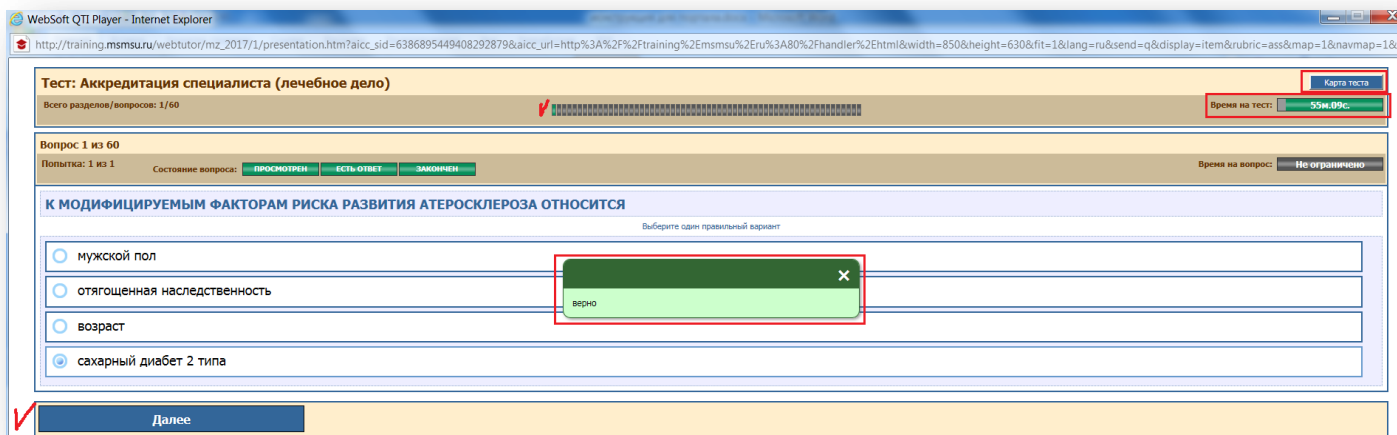 WebSoft QTI Player - Internet Explorer
http://training.msmsu.ru/webtutor/mz_2017/1/presentation.htm?aicc_sid=6386895449408292879&aicc_url=http%3A%2F%2Ftraining%2Emsmsu%2Eru%3A80%2Fhandler%2Ehtml&width=850&height=630&fit=1&lang=ru&send=q&display=item&rubric=ass&map=1&navmap=1&
Тест: Аккредитация специалиста (лечебное дело)
Карта теста
Всего разделов/вопросов: 1/60
Время на тест: 55м.09с.
Вопрос 1 из 60
Попытка: 1 из 1
Состояние вопроса: ПРОСМОТРЕН ЕСТЬ ОТВЕТ ЗАКОНЧЕН
Время на вопрос: Не ограничено
К МОДИФИЦИРУЕМЫМ ФАКТОРАМ РИСКА РАЗВИТИЯ АТЕРОСКЛЕРОЗА ОТНОСИТСЯ
Выберите один правильный вариант
мужской пол
отягощенная наследственность
верно
возраст
сахарный диабет 2 типа
Далее